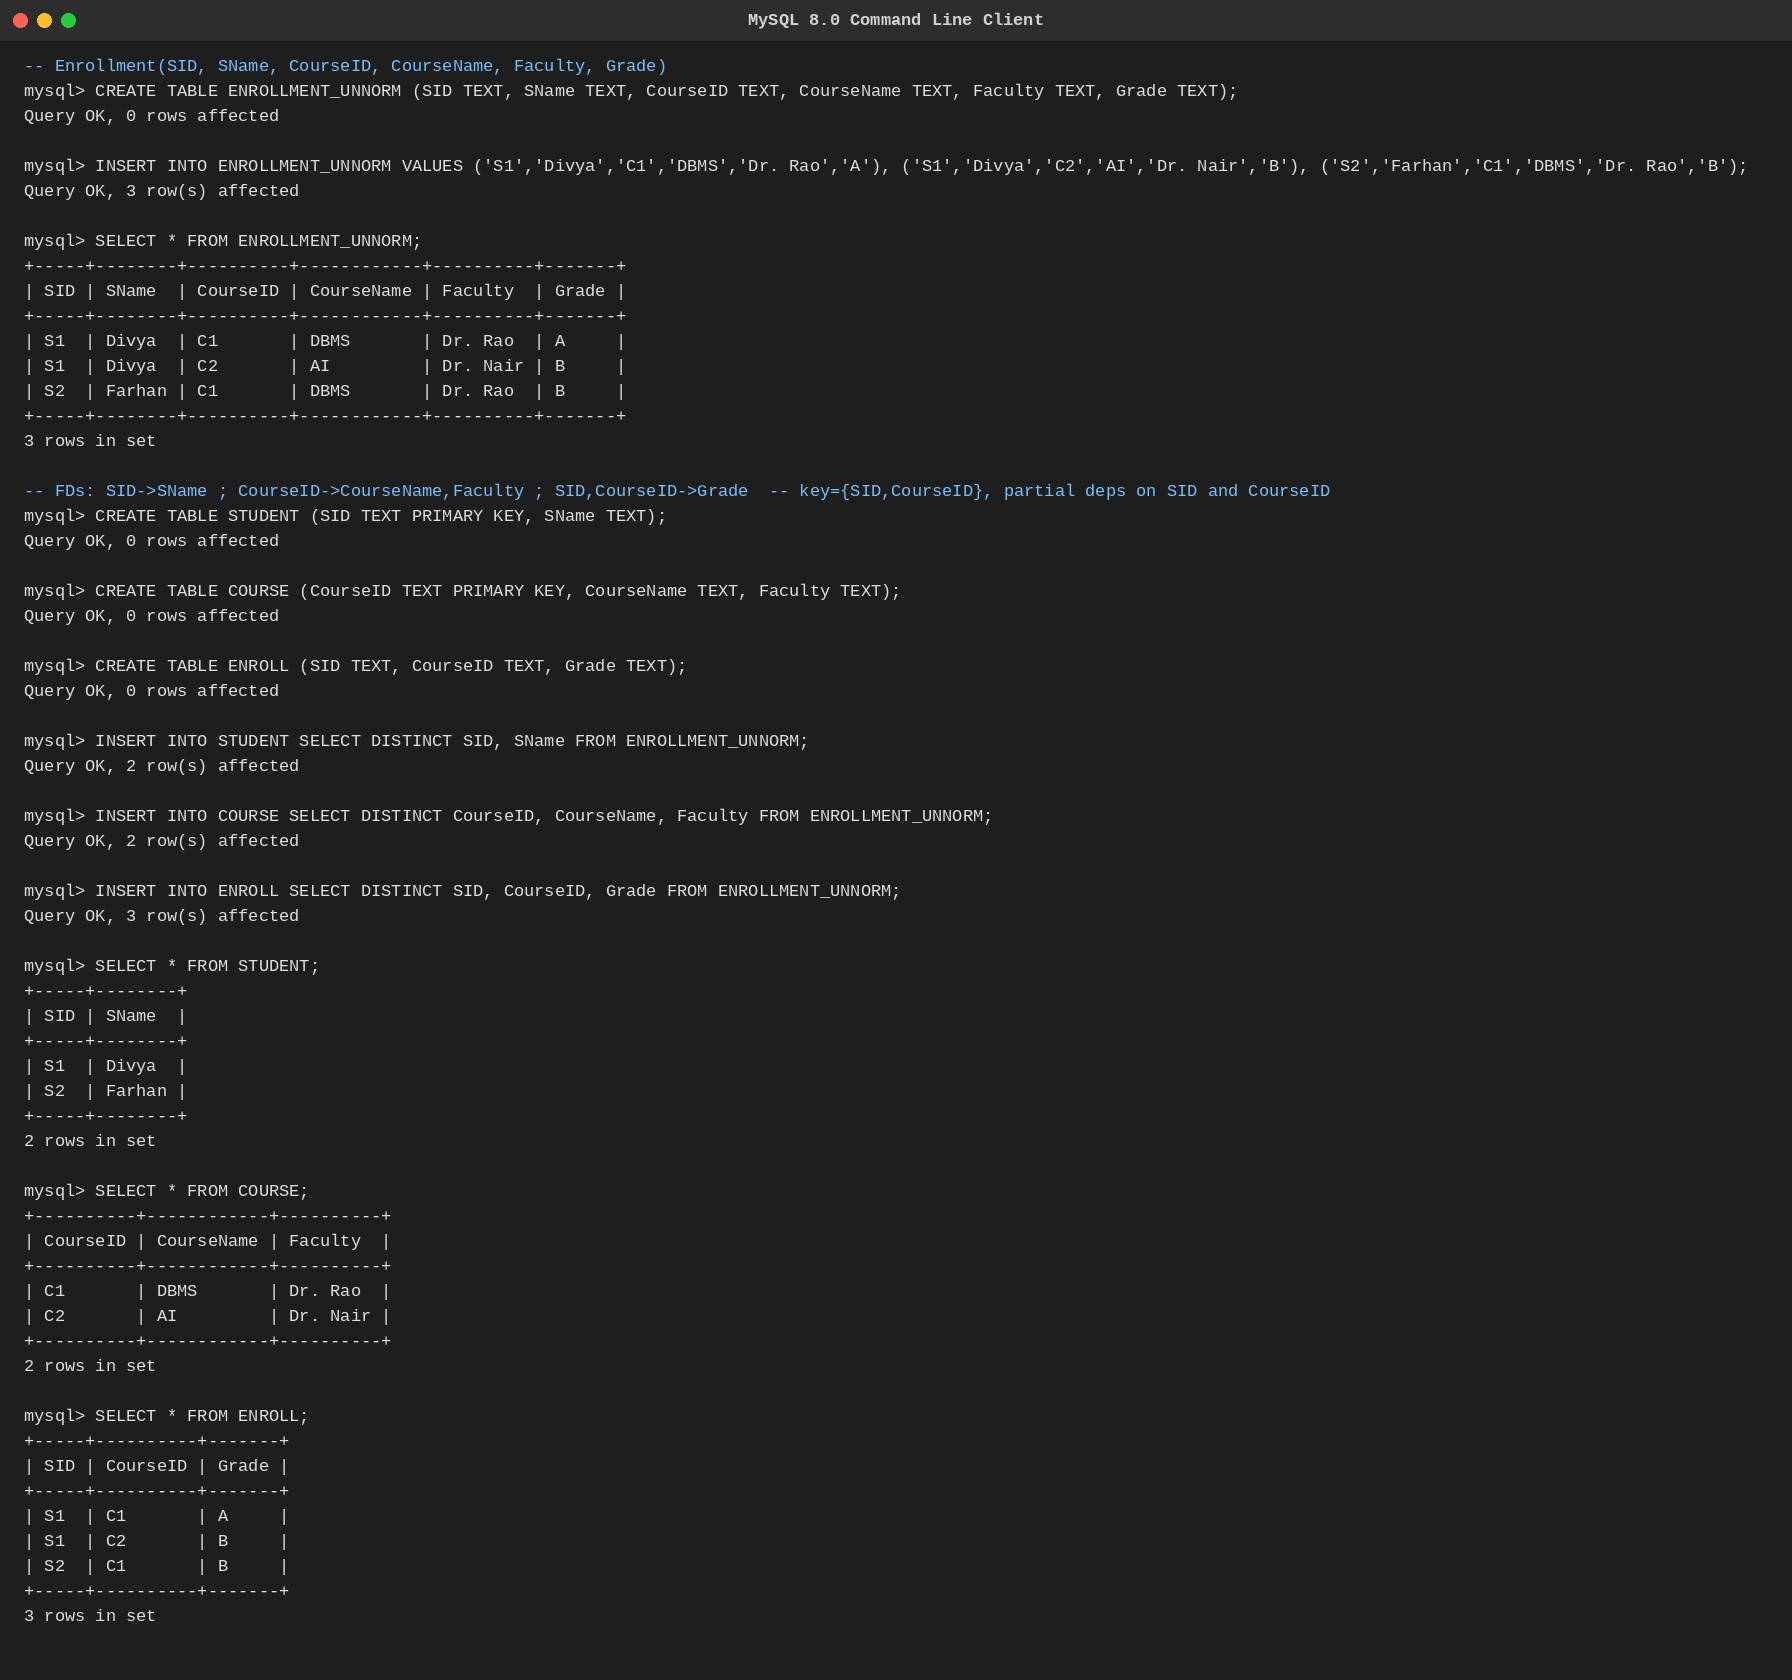 MySQL 8.0 Command Line Client
-- Enrollment(SID, SName, CourseID, CourseName, Faculty, Grade)
mysql> CREATE TABLE ENROLLMENT_UNNORM (SID TEXT, SName TEXT, CourseID TEXT, CourseName TEXT, Faculty TEXT, Grade TEXT);
Query OK, 0 rows affected
mysql> INSERT INTO ENROLLMENT_UNNORM VALUES ('S1','Divya','C1','DBMS','Dr. Rao','A'), ('S1','Divya','C2','AI','Dr. Nair','B'), ('S2','Farhan','C1','DBMS','Dr. Rao','B');
Query OK, 3 row(s) affected
mysql> SELECT * FROM ENROLLMENT_UNNORM;
+-----+--------+----------+------------+----------+-------+
| SID | SName  | CourseID | CourseName | Faculty  | Grade |
+-----+--------+----------+------------+----------+-------+
| S1  | Divya  | C1       | DBMS       | Dr. Rao  | A     |
| S1  | Divya  | C2       | AI         | Dr. Nair | B     |
| S2  | Farhan | C1       | DBMS       | Dr. Rao  | B     |
+-----+--------+----------+------------+----------+-------+
3 rows in set
-- FDs: SID->SName ; CourseID->CourseName,Faculty ; SID,CourseID->Grade  -- key={SID,CourseID}, partial deps on SID and CourseID
mysql> CREATE TABLE STUDENT (SID TEXT PRIMARY KEY, SName TEXT);
Query OK, 0 rows affected
mysql> CREATE TABLE COURSE (CourseID TEXT PRIMARY KEY, CourseName TEXT, Faculty TEXT);
Query OK, 0 rows affected
mysql> CREATE TABLE ENROLL (SID TEXT, CourseID TEXT, Grade TEXT);
Query OK, 0 rows affected
mysql> INSERT INTO STUDENT SELECT DISTINCT SID, SName FROM ENROLLMENT_UNNORM;
Query OK, 2 row(s) affected
mysql> INSERT INTO COURSE SELECT DISTINCT CourseID, CourseName, Faculty FROM ENROLLMENT_UNNORM;
Query OK, 2 row(s) affected
mysql> INSERT INTO ENROLL SELECT DISTINCT SID, CourseID, Grade FROM ENROLLMENT_UNNORM;
Query OK, 3 row(s) affected
mysql> SELECT * FROM STUDENT;
+-----+--------+
| SID | SName  |
+-----+--------+
| S1  | Divya  |
| S2  | Farhan |
+-----+--------+
2 rows in set
mysql> SELECT * FROM COURSE;
+----------+------------+----------+
| CourseID | CourseName | Faculty  |
+----------+------------+----------+
| C1       | DBMS       | Dr. Rao  |
| C2       | AI         | Dr. Nair |
+----------+------------+----------+
2 rows in set
mysql> SELECT * FROM ENROLL;
+-----+----------+-------+
| SID | CourseID | Grade |
+-----+----------+-------+
| S1  | C1       | A     |
| S1  | C2       | B     |
| S2  | C1       | B     |
+-----+----------+-------+
3 rows in set